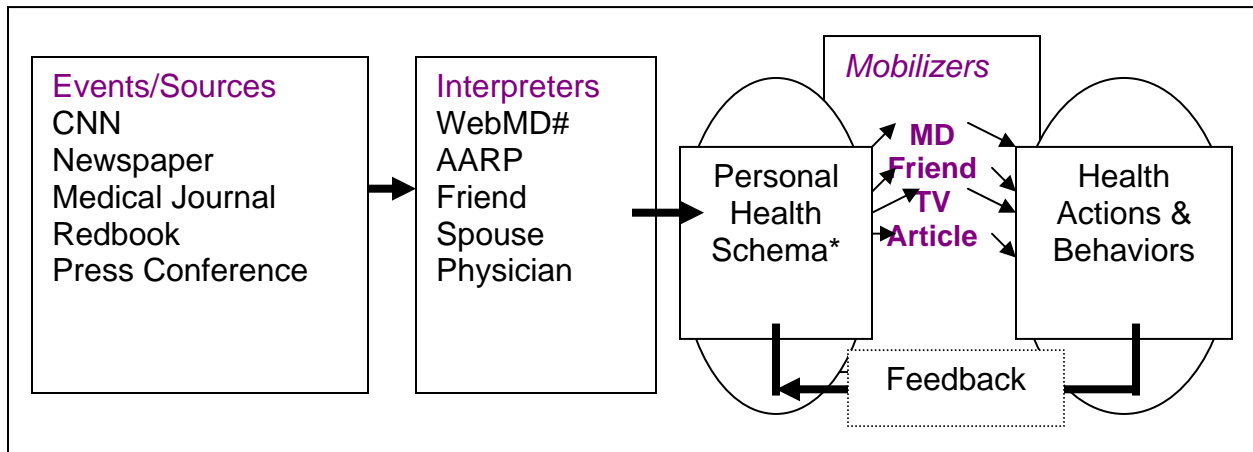 Events/Sources
CNN
Newspaper
Medical Journal
Redbook
Press Conference
Interpreters
WebMD#
AARP
Friend
Spouse
Physician
Personal
Health
Schema*
Mobilizers
MD
Friend
TV
Article
Health
Actions &
Behaviors
Feedback